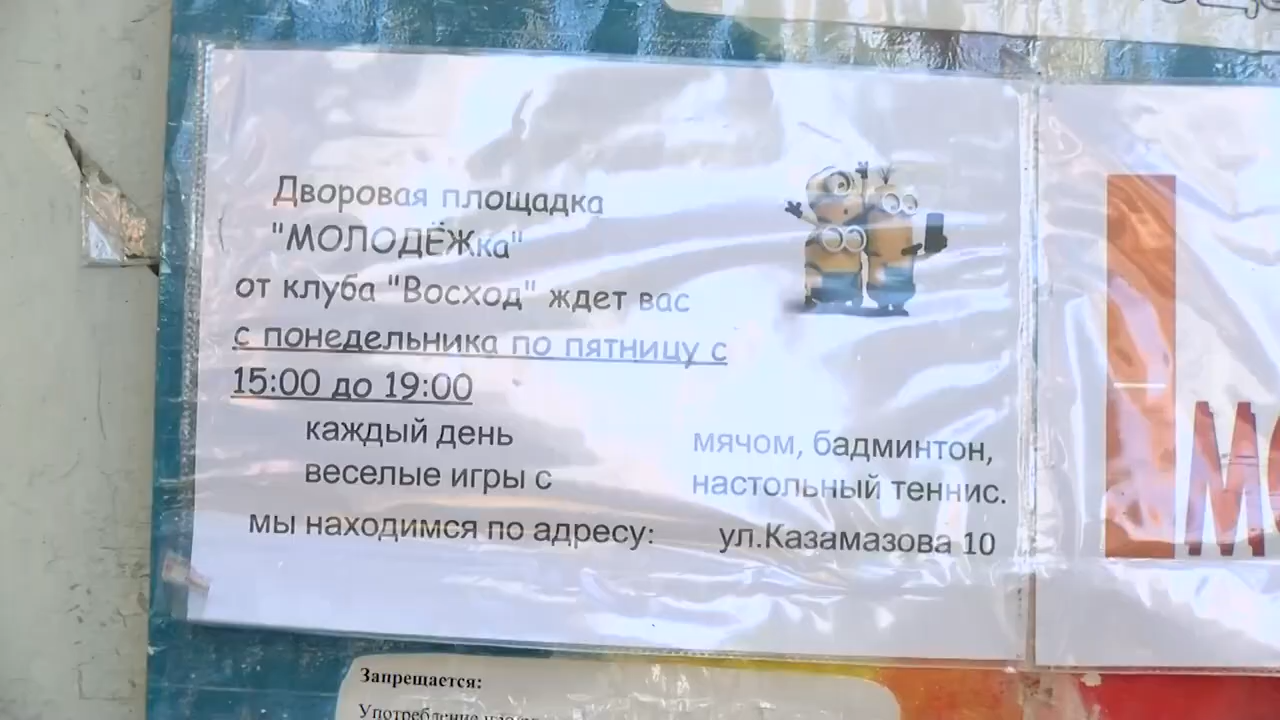 Дворовая площадка
"МОЛОДЁЖка"
от клуба "Восход" ждет вас
с понедельника по пятницу с
15:00 до 19:00
каждый день
веселые игры с
мячом, бадминтон,
настольный теннис.
мы находимся по адресу: ул.Казамазова 10
Запрещается:
Употребление